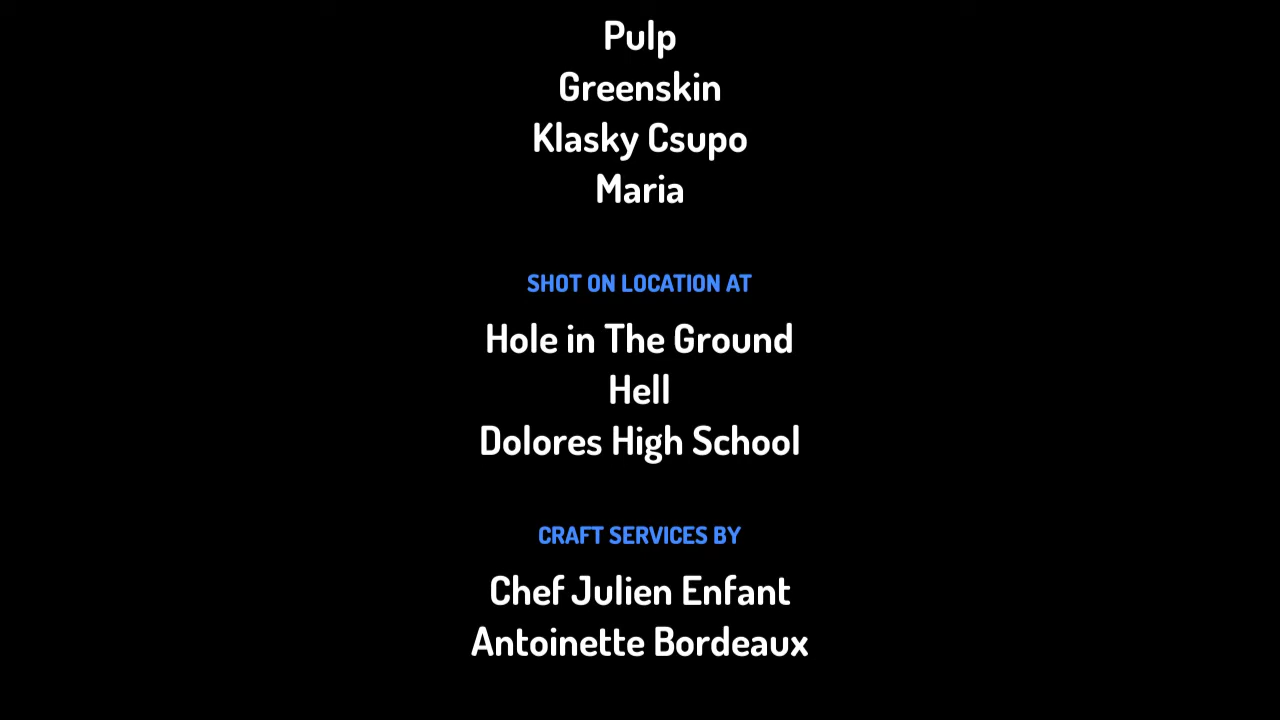 Pulp
Greenskin
Klasky Csupo
Maria
SHOT ON LOCATION AT
Hole in The Ground
Hell
Dolores High School
CRAFT SERVICES BY
Chef Julien Enfant
Antoinette Bordeaux